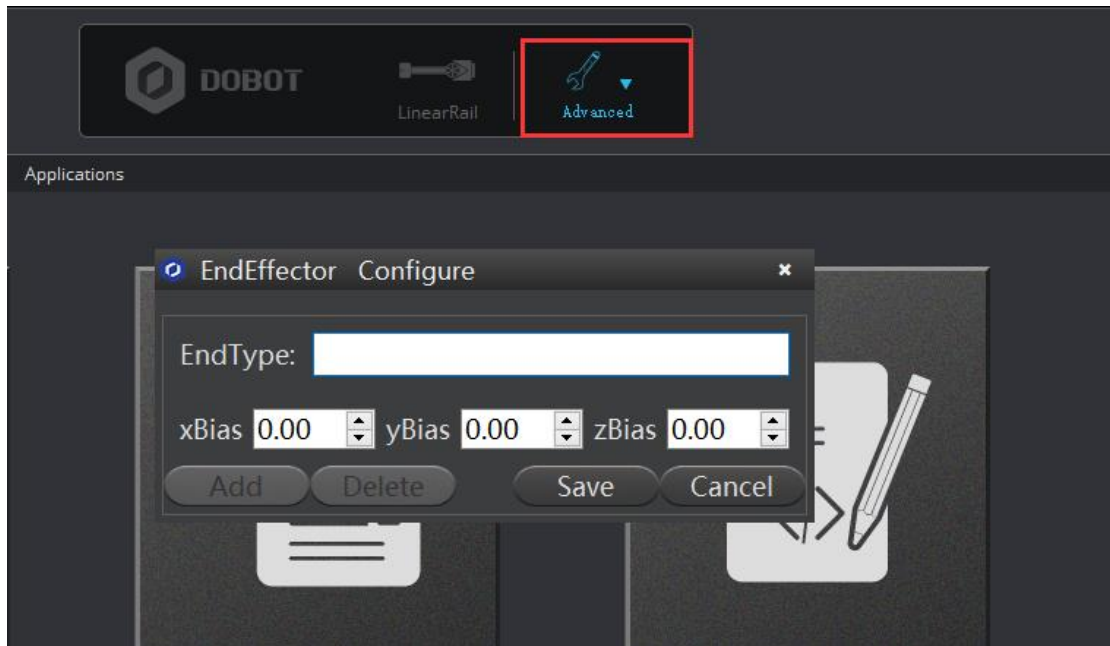 DOBOT
LinearRail
Advanced
Applications
EndEffector Configure
EndType:
xBias 0.00 yBias 0.00 zBias 0.00
Add Delete Save Cancel